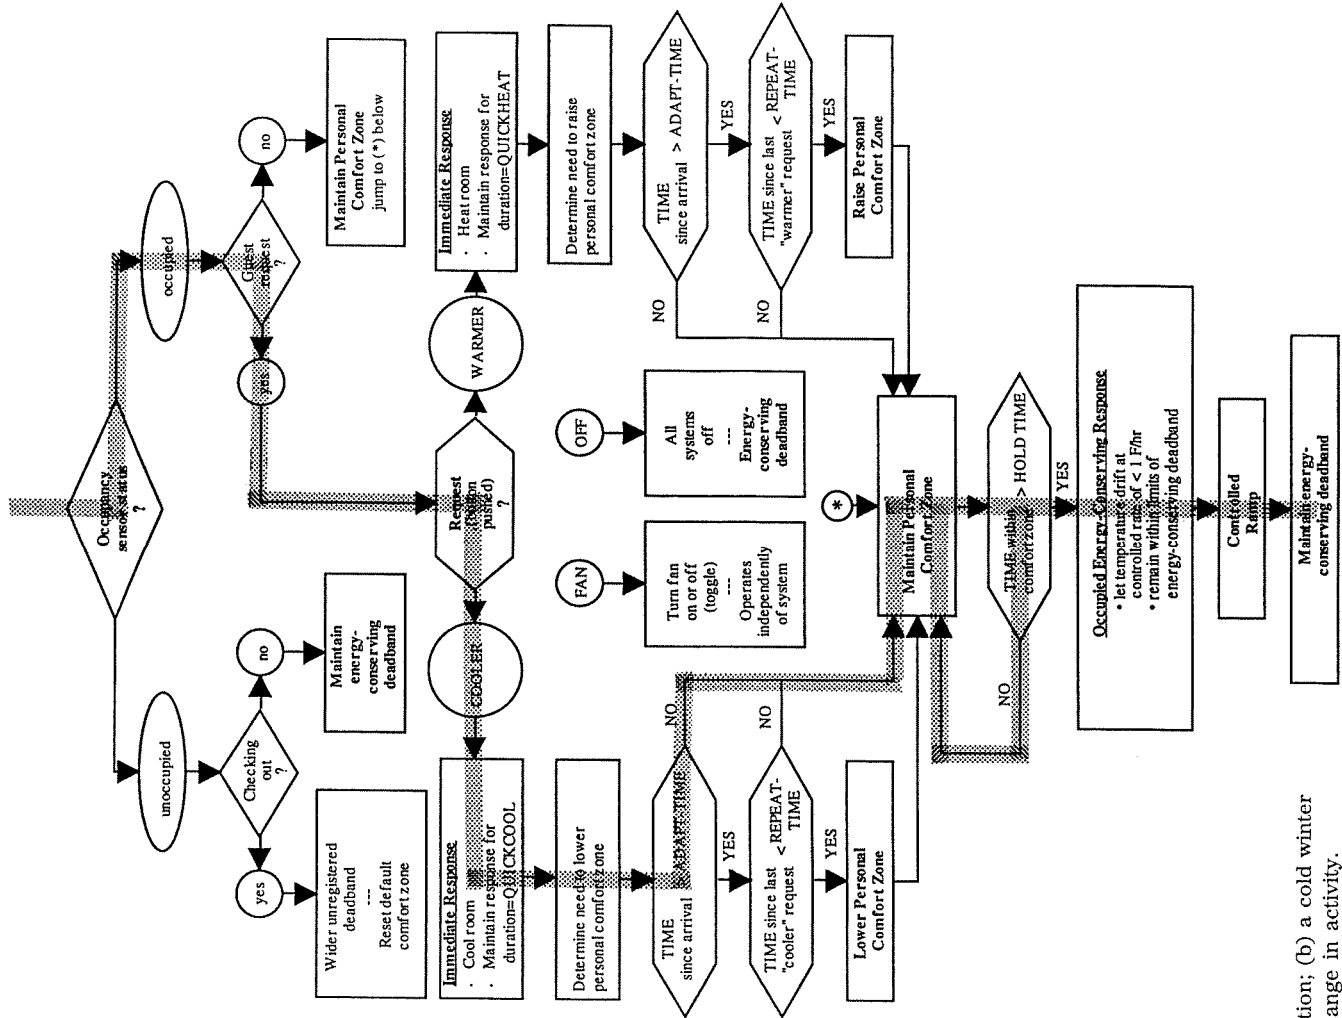 Occupancy
sensor status
?
unoccupied
occupied
Checking
out
?
Guest
request
?
yes
no
yes
no
Wider unregistered
deadband
---
Reset default
comfort zone
Maintain
energy-
conserving
deadband
Maintain Personal
Comfort Zone
jump to (*) below
Request
(button
pushed)
?
COOLER
WARMER
Immediate Response
· Cool room
· Maintain response for
duration=QUICKCOOL
Immediate Response
· Heat room
· Maintain response for
duration=QUICKHEAT
Determine need to lower
personal comfort zone
Determine need to raise
personal comfort zone
FAN
OFF
Turn fan
on or off
(toggle)
---
Operates
independently
of system
All
systems
off
---
Energy-
conserving
deadband
TIME
since arrival
ADAPT-TIME
NO
YES
TIME since last < REPEAT-
"cooler" request TIME
NO
YES
Lower Personal
Comfort Zone
TIME
since arrival > ADAPT-TIME
NO
YES
TIME since last < REPEAT-
"warmer" request TIME
NO
YES
Raise Personal
Comfort Zone
*
Maintain Personal
Comfort Zone
TIME within
comfort zone > HOLD TIME
NO
YES
Occupied Energy-Conserving Response
• let temperature drift at
controlled rate of < 1 F/hr
• remain within limits of
energy-conserving deadband
Controlled
Ramp
Maintain energy-
conserving deadband
tion; (b) a cold winter
ange in activity.